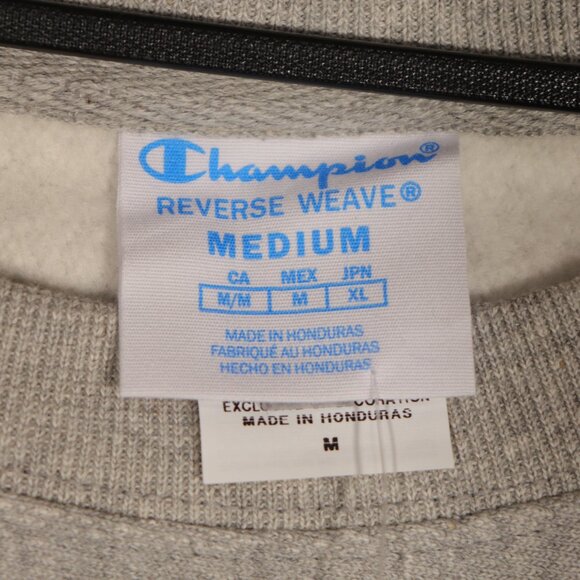 Champion®
REVERSE WEAVE®
MEDIUM
CA MEX JPN
M/M M XL
MADE IN HONDURAS
FABRIQUÉ AU HONDURAS
HECHO EN HONDURAS
MADE IN HONDURAS
M